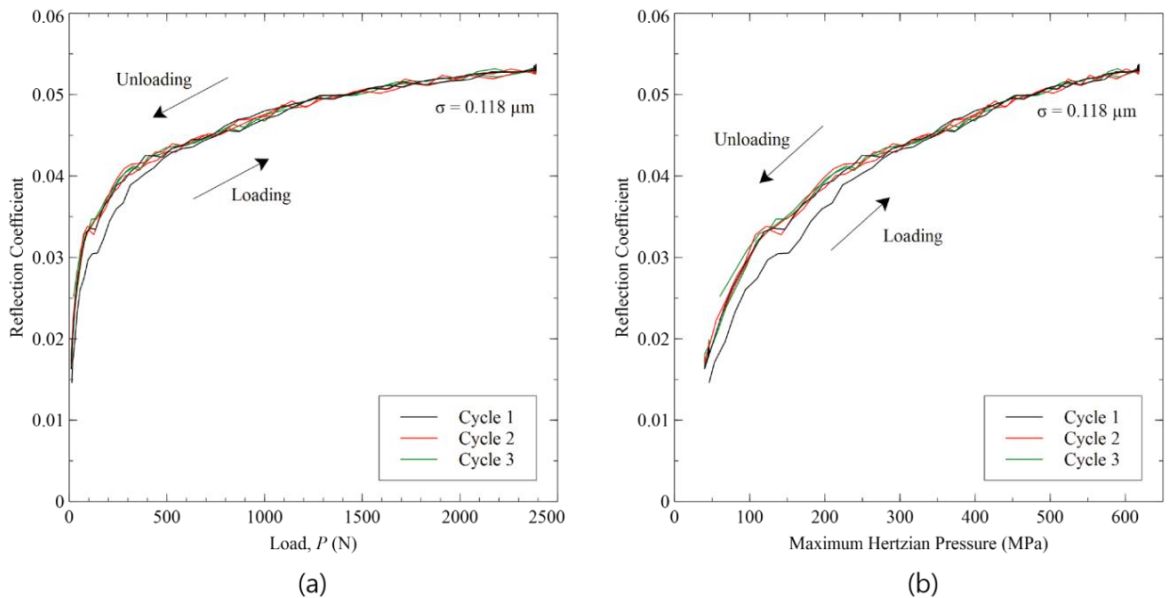 0.06
0.05
0.04
0.03
0.02
0.01
0
Reflection Coefficient
Unloading
Loading
σ = 0.118 µm
Cycle 1
Cycle 2
Cycle 3
0 500 1000 1500 2000 2500
Load, P (N)
(a)
0.06
0.05
0.04
0.03
0.02
0.01
0
Reflection Coefficient
Unloading
Loading
σ = 0.118 µm
Cycle 1
Cycle 2
Cycle 3
0 100 200 300 400 500 600
Maximum Hertzian Pressure (MPa)
(b)